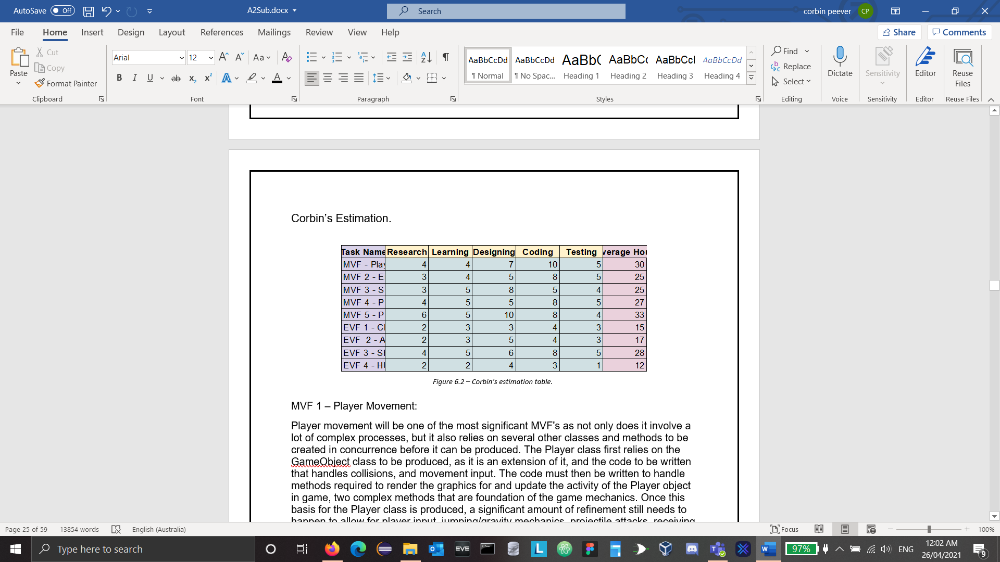 AutoSave Off A2Sub.docx Search corbin peever CP
File Home Insert Design Layout References Mailings Review View Help Share Comments
Paste Cut Copy Format Painter Clipboard
Arial 12 Aa Font
B I U ab x₂ x² A A
Paragraph
AaBbCcDd AaBbCcDd AaBbC AaBbCc AaBbCcl AaBbCcDd
¶ Normal ¶ No Spac... Heading 1 Heading 2 Heading 3 Heading 4
Styles
Find Replace Select Editing
Dictate Sensitivity Editor Reuse Files
Voice Sensitivity Editor Reuse Files
Corbin’s Estimation.
Task Name Research Learning Designing Coding Testing verage Hou
MVF - Play 4 4 7 10 5 30
MVF 2 - E 3 4 5 8 5 25
MVF 3 - S 3 5 8 5 4 25
MVF 4 - P 4 5 5 8 5 27
MVF 5 - P 6 5 10 8 4 33
EVF 1 - Cl 2 3 3 4 3 15
EVF 2 - A 2 3 5 4 3 17
EVF 3 - Sl 4 5 6 8 5 28
EVF 4 - HU 2 2 4 3 1 12
Figure 6.2 – Corbin’s estimation table.
MVF 1 – Player Movement:
Player movement will be one of the most significant MVF's as not only does it involve a
lot of complex processes, but it also relies on several other classes and methods to be
created in concurrence before it can be produced. The Player class first relies on the
GameObject class to be produced, as it is an extension of it, and the code to be written
that handles collisions, and movement input. The code must then be written to handle
methods required to render the graphics for and update the activity of the Player object
in game, two complex methods that are foundation of the game mechanics. Once this
basis for the Player class is produced, a significant amount of refinement still needs to
happen to allow for player input, jumping/gravity mechanics, projectile attacks, receiving
Page 25 of 59 13854 words English (Australia) Focus 100%
Type here to search EVE L W 97% ENG 12:02 AM
26/04/2021 9